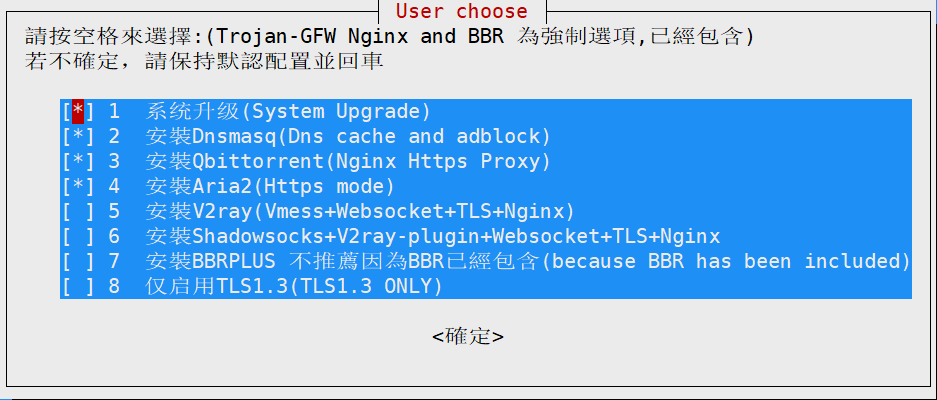 User choose
請按空格來選擇:(Trojan-GFW Nginx and BBR 為強制選項,已經包含)
若不確定，請保持默認配置並回車
[*] 1 系统升级(System Upgrade)
[*] 2 安裝Dnsmasq(Dns cache and adblock)
[*] 3 安裝Qbittorrent(Nginx Https Proxy)
[*] 4 安裝Aria2(Https mode)
[ ] 5 安裝V2ray(Vmess+Websocket+TLS+Nginx)
[ ] 6 安裝Shadowsocks+V2ray-plugin+Websocket+TLS+Nginx
[ ] 7 安裝BBRPLUS 不推薦因為BBR已經包含(because BBR has been included)
[ ] 8 仅启用TLS1.3(TLS1.3 ONLY)
<確定>